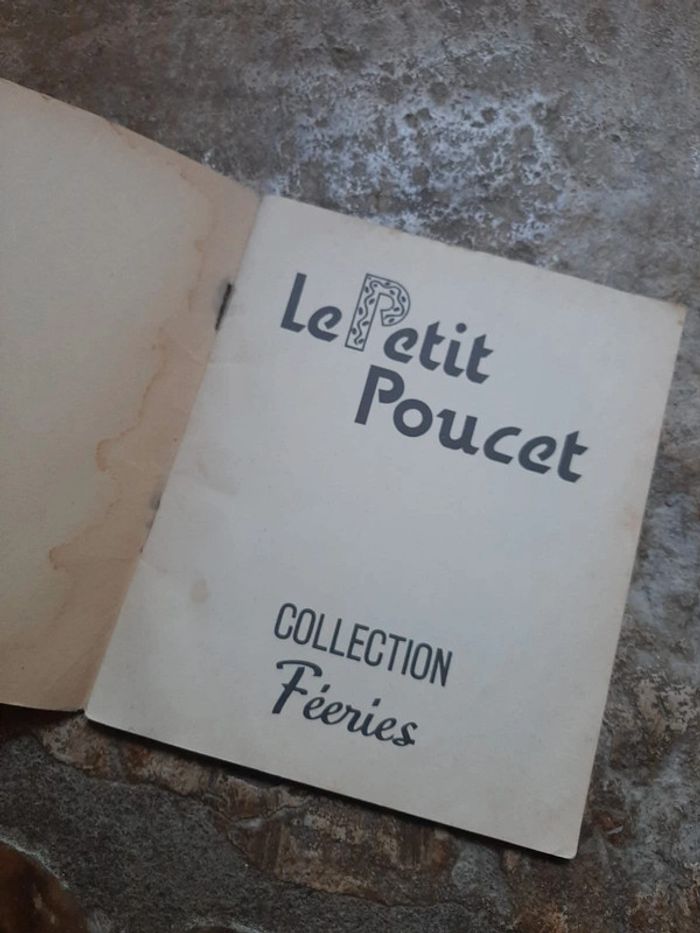 Le Petit
Poucet
COLLECTION
Féeries